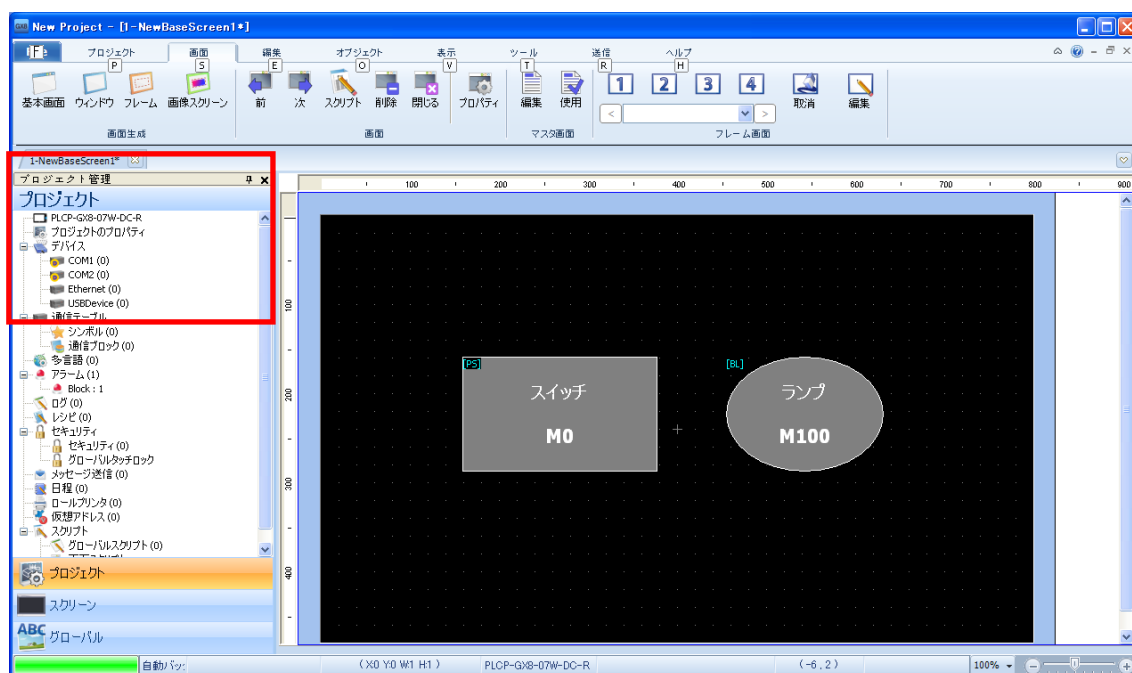 New Project - [1-NewBaseScreen1*]
プロジェクト 画面 編集 オブジェクト 表示 ツール 送信 ヘルプ
P S E O V T R H
基本画面 ウィンドウ フレーム 画像スクリーン 前 次 スクリプト 削除 閉じる プロパティ 編集 使用 1 2 3 4 取消 編集
画面生成 画面 マスタ画面 フレーム画面
1-NewBaseScreen1*
プロジェクト管理
プロジェクト
PLCP-GX8-07W-DC-R
プロジェクトのプロパティ
デバイス
COM1 (0)
COM2 (0)
Ethernet (0)
USBDevice (0)
通信テーブル
シンボル (0)
通信ブロック (0)
多言語 (0)
アラーム (1)
Block : 1
ログ (0)
レシピ (0)
セキュリティ
セキュリティ (0)
グローバルタッチロック
メッセージ送信 (0)
日程 (0)
ロールプリンタ (0)
仮想アドレス (0)
スクリプト
グローバルスクリプト (0)
プロジェクト
スクリーン
ABC グローバル
100 200 300 400 500 600 700 800 900
100
200
300
400
[PS]
スイッチ
M0
[BL]
ランプ
M100
自動バッ: ( X:0 Y:0 W:1 H:1 ) PLCP-GX8-07W-DC-R ( -6 , 2 ) 100%